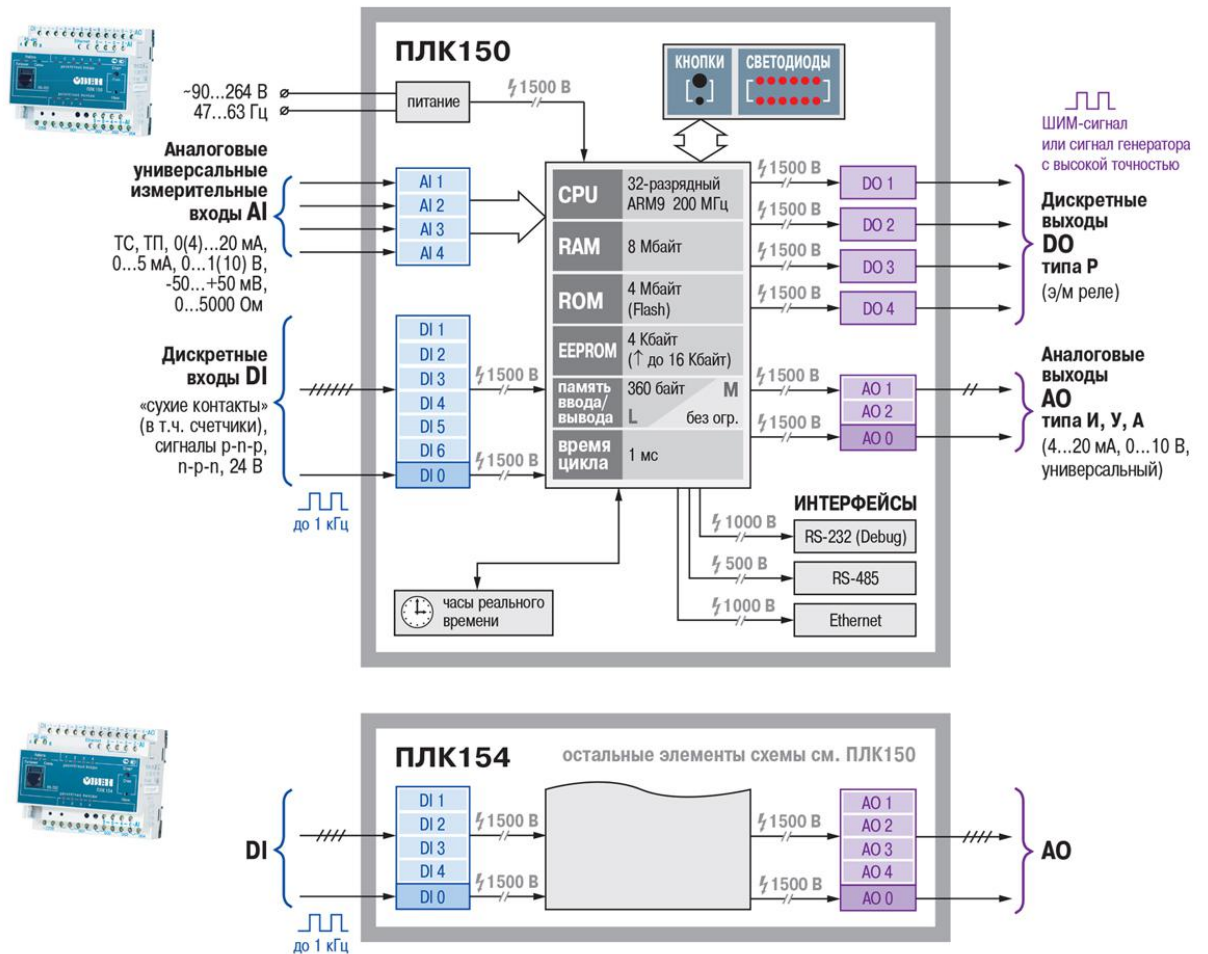 ПЛК150
КНОПКИ
СВЕТОДИОДЫ
~90...264 В
47...63 Гц
питание
1500 В
Аналоговые
универсальные
измерительные
входы AI
ТС, ТП, 0(4)...20 мА,
0...5 мА, 0...1(10) В,
-50...+50 мВ,
0...5000 Ом
AI 1
AI 2
AI 3
AI 4
Дискретные
входы DI
«сухие контакты»
(в т.ч. счетчики),
сигналы p-n-p,
n-p-n, 24 В
до 1 кГц
DI 1
DI 2
DI 3
DI 4
DI 5
DI 6
DI 0
1500 В
1500 В
CPU
32-разрядный
ARM9 200 МГц
RAM
8 Мбайт
ROM
4 Мбайт
(Flash)
EEPROM
4 Кбайт
(↑ до 16 Кбайт)
память
ввода/
вывода
360 байт
M
L
без огр.
время
цикла
1 мс
1500 В
DO 1
1500 В
DO 2
1500 В
DO 3
1500 В
DO 4
ШИМ-сигнал
или сигнал генератора
с высокой точностью
Дискретные
выходы
DO
типа Р
(э/м реле)
1500 В
AO 1
AO 2
1500 В
AO 0
Аналоговые
выходы
AO
типа И, У, А
(4...20 мА, 0...10 В,
универсальный)
ИНТЕРФЕЙСЫ
1000 В
RS-232 (Debug)
500 В
RS-485
1000 В
Ethernet
часы реального
времени
ПЛК154
остальные элементы схемы см. ПЛК150
DI
до 1 кГц
DI 1
DI 2
DI 3
DI 4
DI 0
1500 В
1500 В
1500 В
1500 В
AO 1
AO 2
AO 3
AO 4
AO 0
AO
ОВЕН
ОВЕН